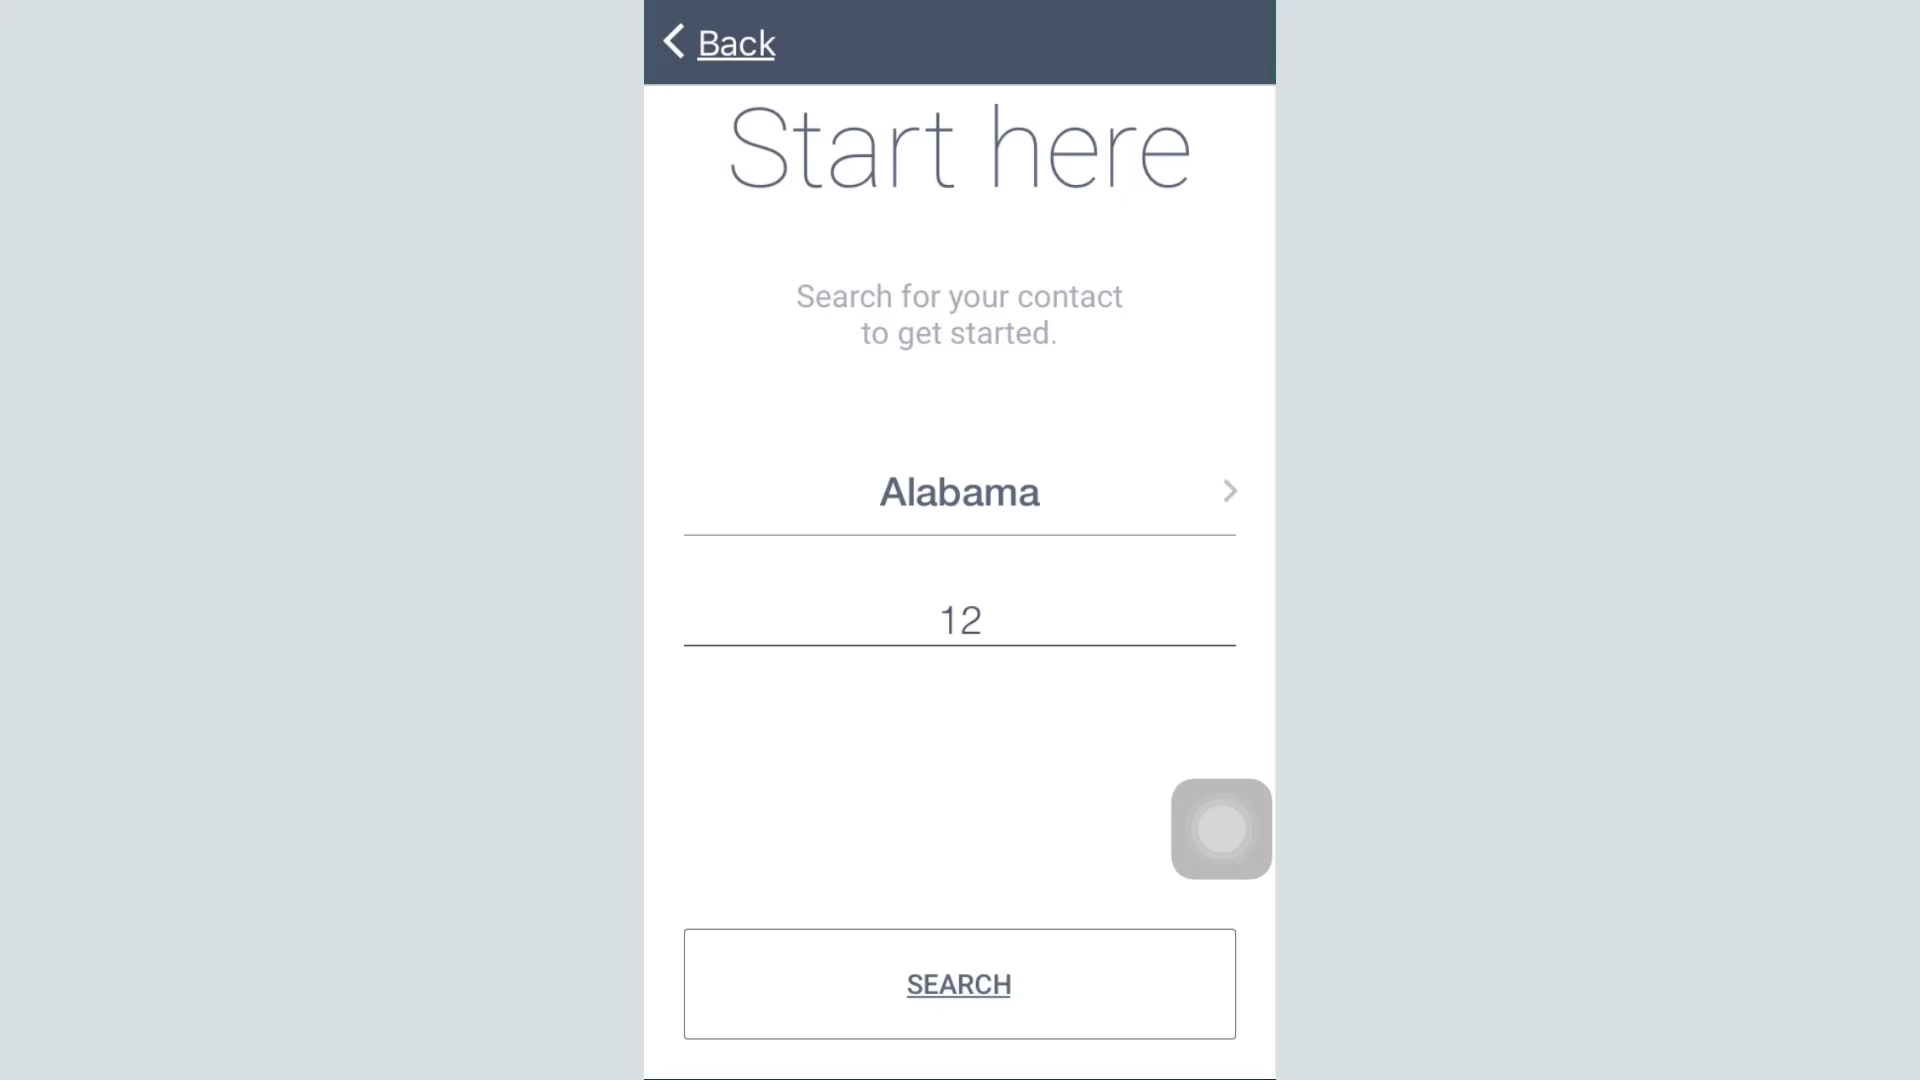 Back
Start here
Search for your contact
to get started.
Alabama
12
SEARCH